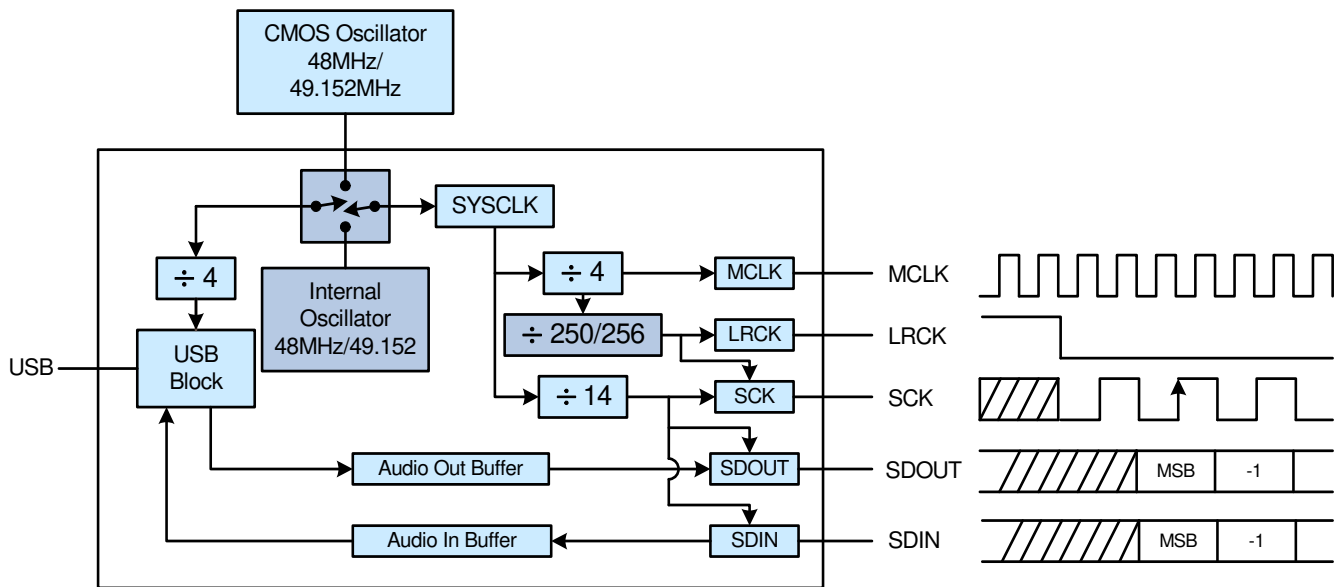 CMOS Oscillator
48MHz/
49.152MHz
SYSCLK
÷ 4
÷ 4
MCLK
MCLK
Internal
Oscillator
48MHz/49.152
÷ 250/256
LRCK
LRCK
USB
USB
Block
÷ 14
SCK
SCK
Audio Out Buffer
SDOUT
SDOUT
MSB
-1
Audio In Buffer
SDIN
SDIN
MSB
-1